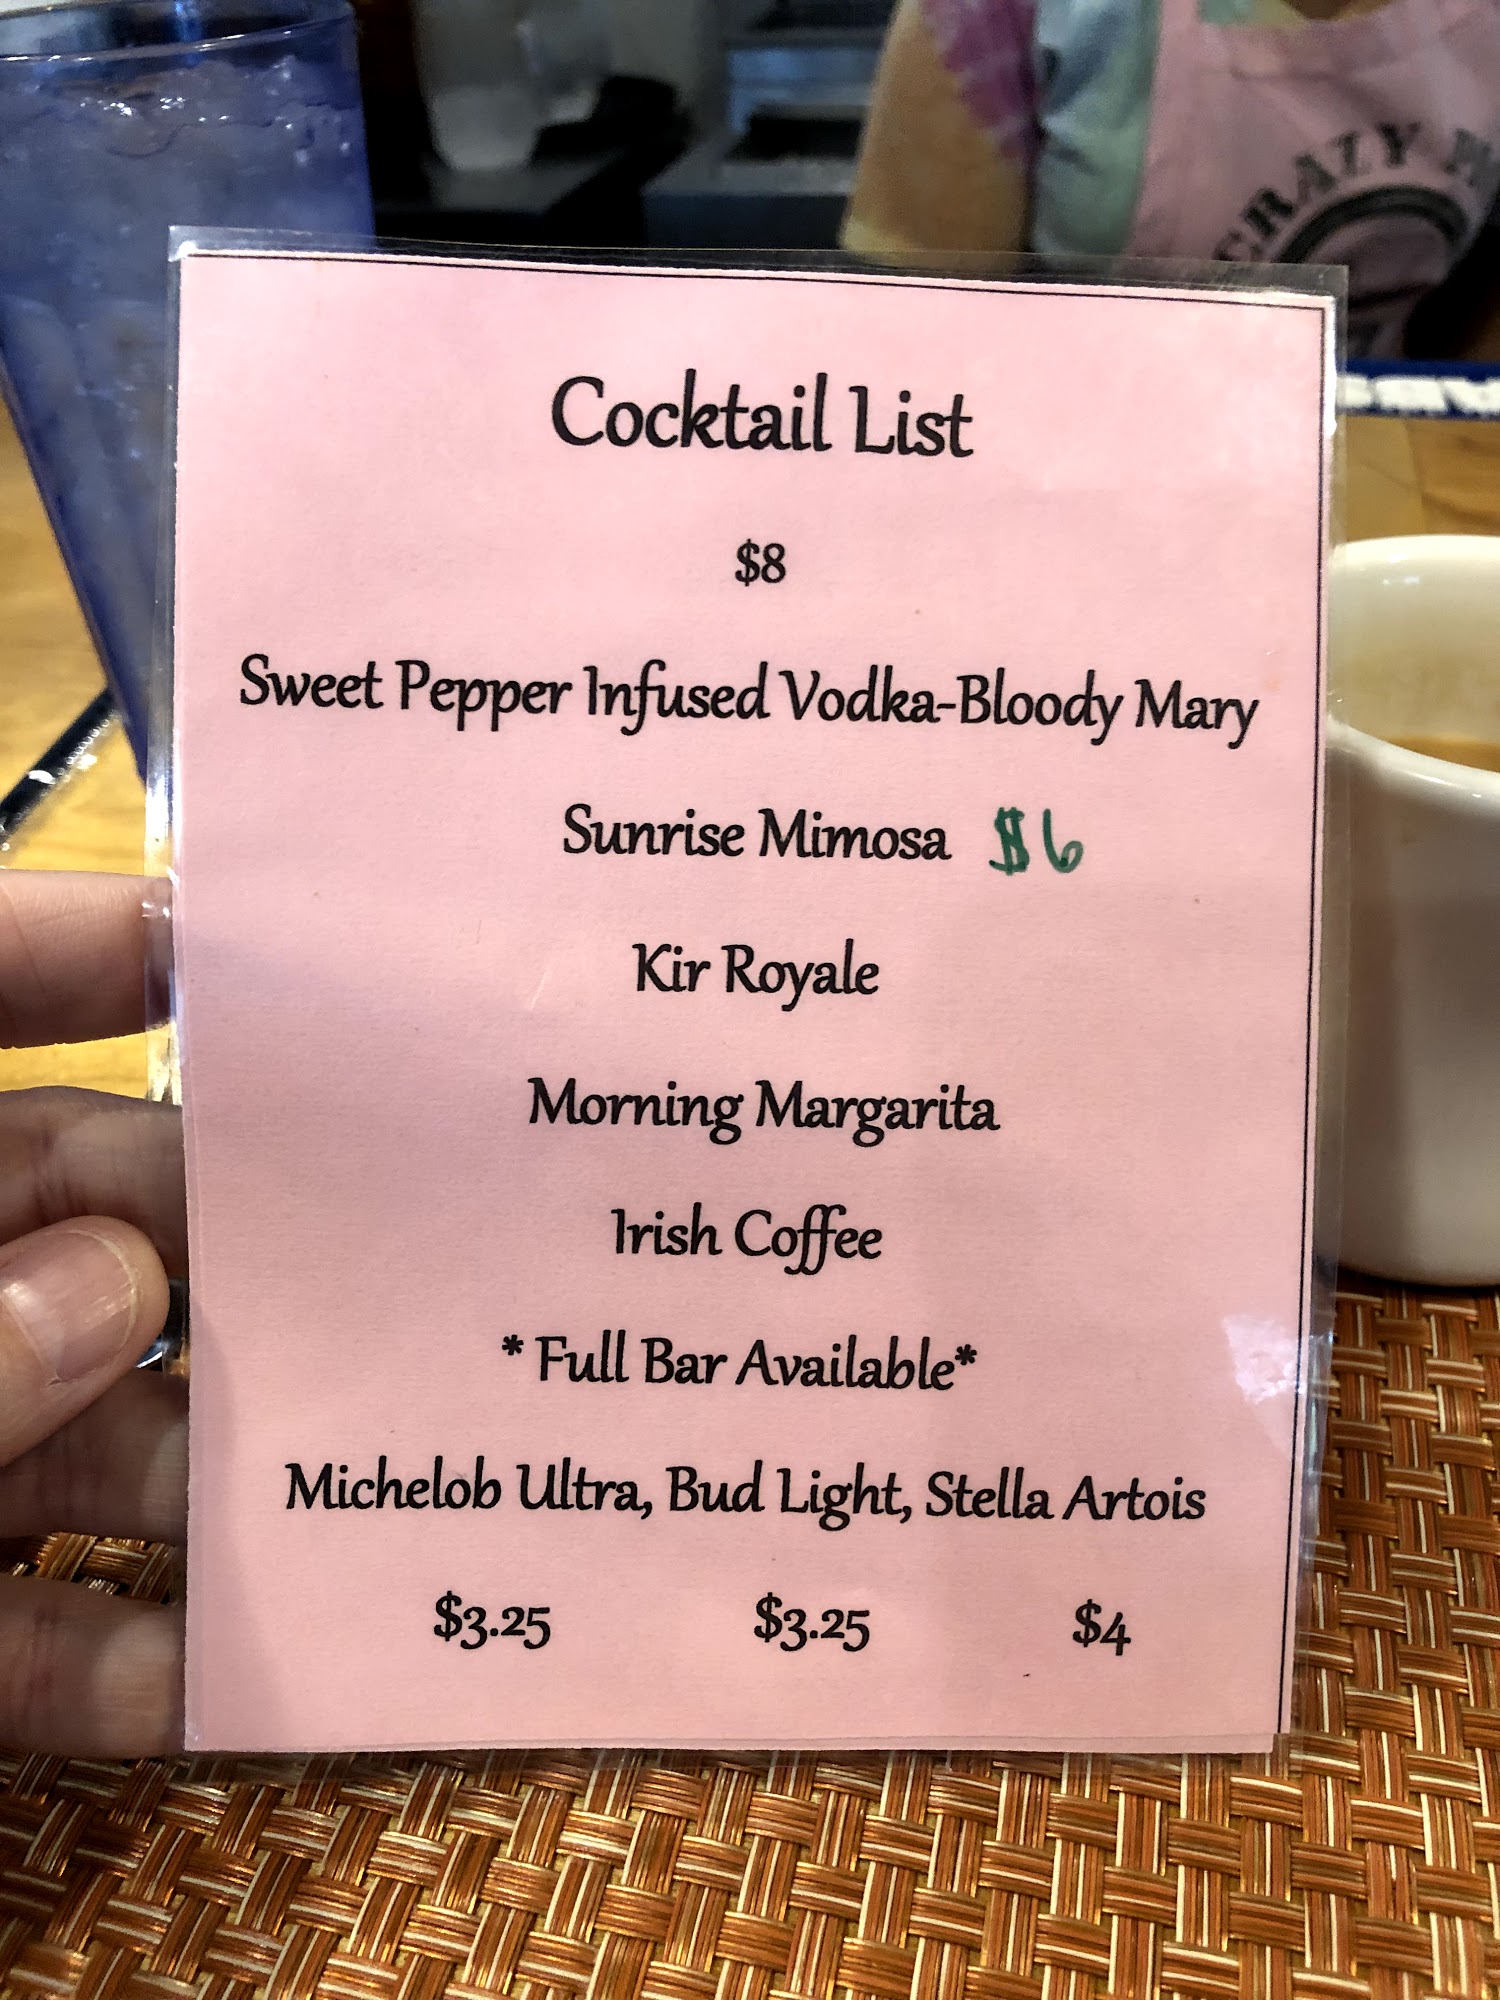 CRAZY
Cocktail List
$8
Sweet Pepper Infused Vodka-Bloody Mary
Sunrise Mimosa $6
Kir Royale
Morning Margarita
Irish Coffee
*Full Bar Available*
Michelob Ultra, Bud Light, Stella Artois
$3.25 $3.25 $4